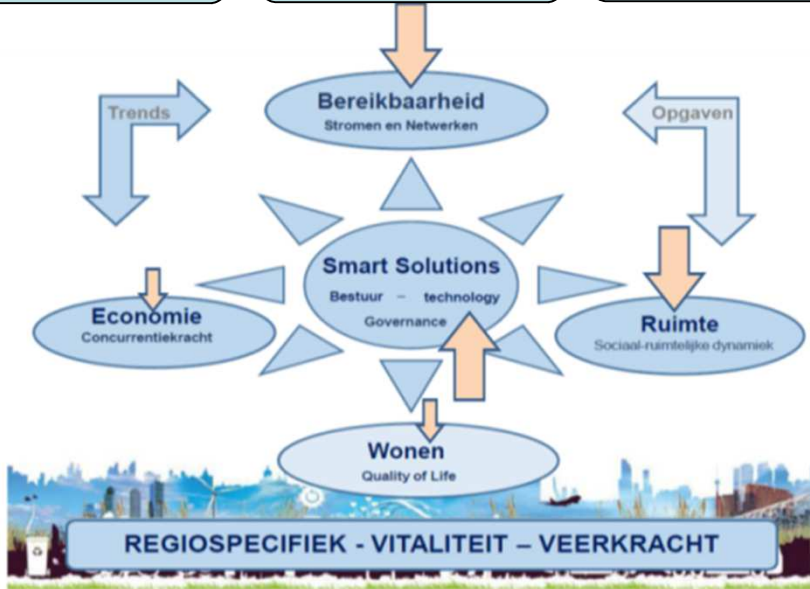 Bereikbaarheid
Stromen en Netwerken
Trends
Opgaven
Smart Solutions
Bestuur – technology
Governance
Economie
Concurrentiekracht
Ruimte
Sociaal-ruimtelijke dynamiek
Wonen
Quality of Life
REGIOSPECIFIEK - VITALITEIT – VEERKRACHT